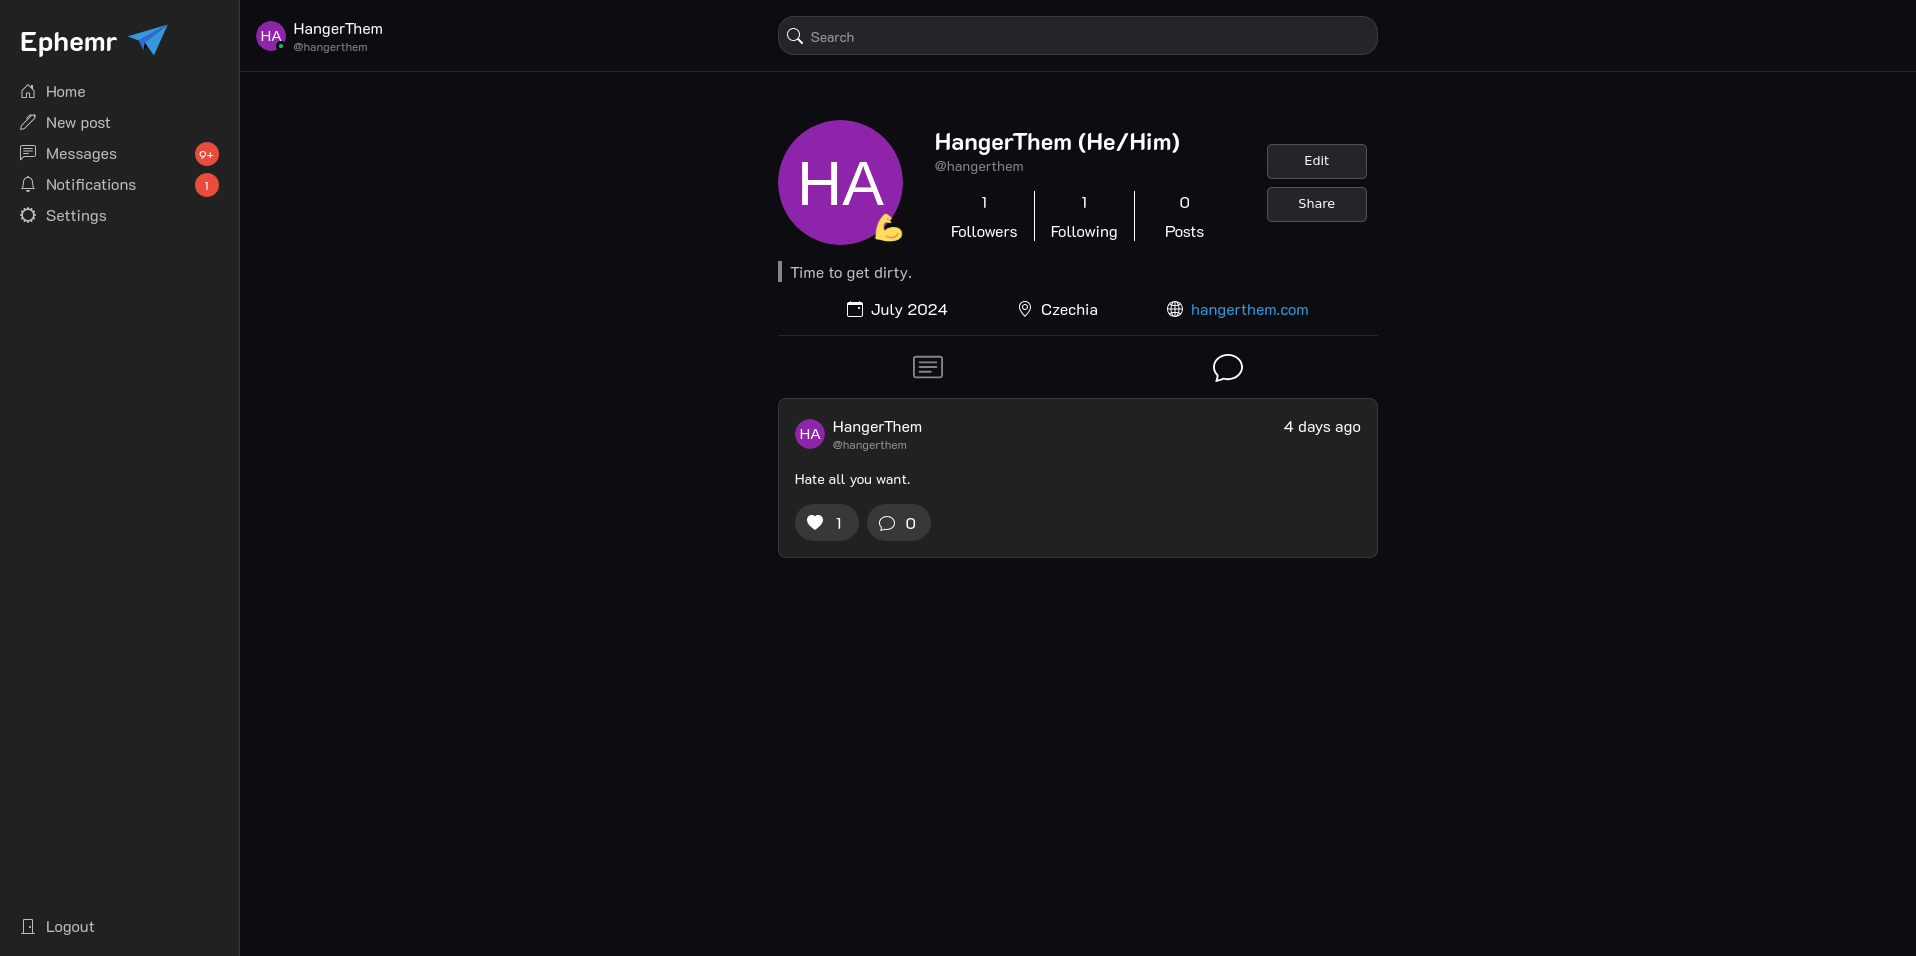 Ephemr
Home
New post
Messages 9+
Notifications 1
Settings
Logout
HA HangerThem
@hangerthem
Search
HA
HangerThem (He/Him)
@hangerthem
1 1 0
Followers Following Posts
Edit
Share
Time to get dirty.
July 2024 Czechia hangerthem.com
HA HangerThem 4 days ago
@hangerthem
Hate all you want.
1 0